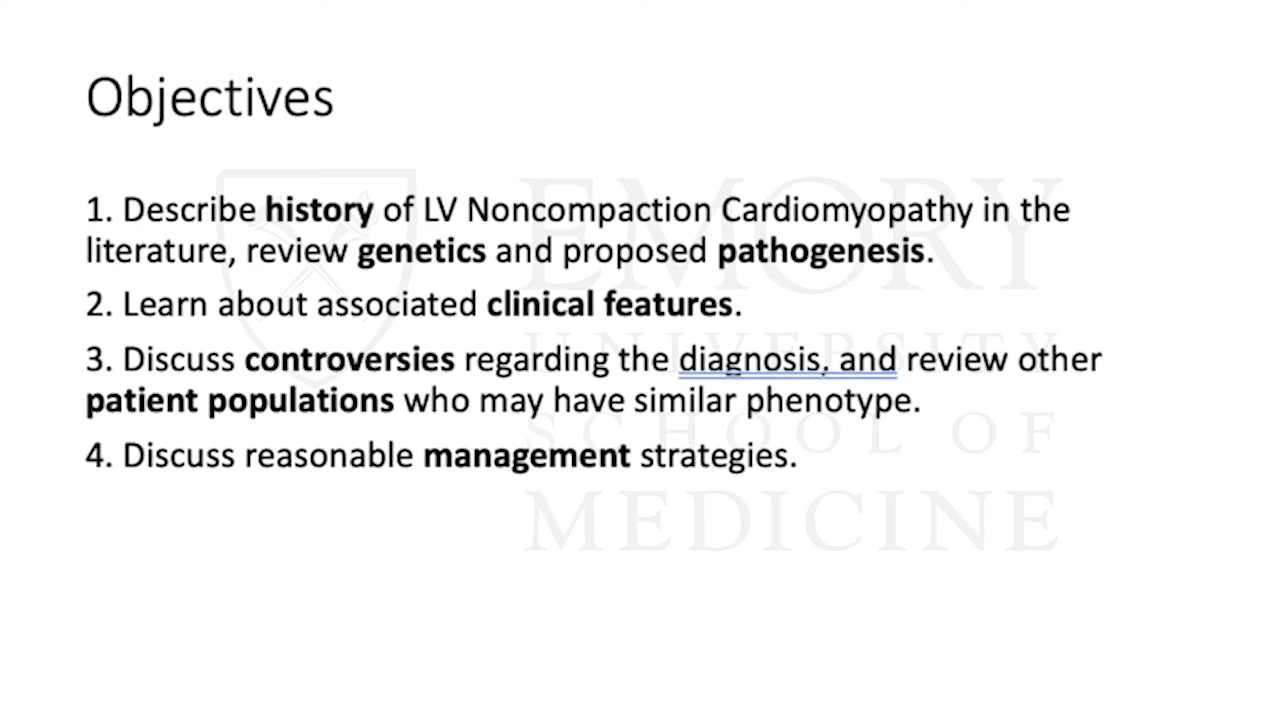 Objectives
1. Describe history of LV Noncompaction Cardiomyopathy in the
literature, review genetics and proposed pathogenesis.
2. Learn about associated clinical features.
3. Discuss controversies regarding the diagnosis, and review other
patient populations who may have similar phenotype.
4. Discuss reasonable management strategies.
EMORY
UNIVERSITY
SCHOOL OF
MEDICINE